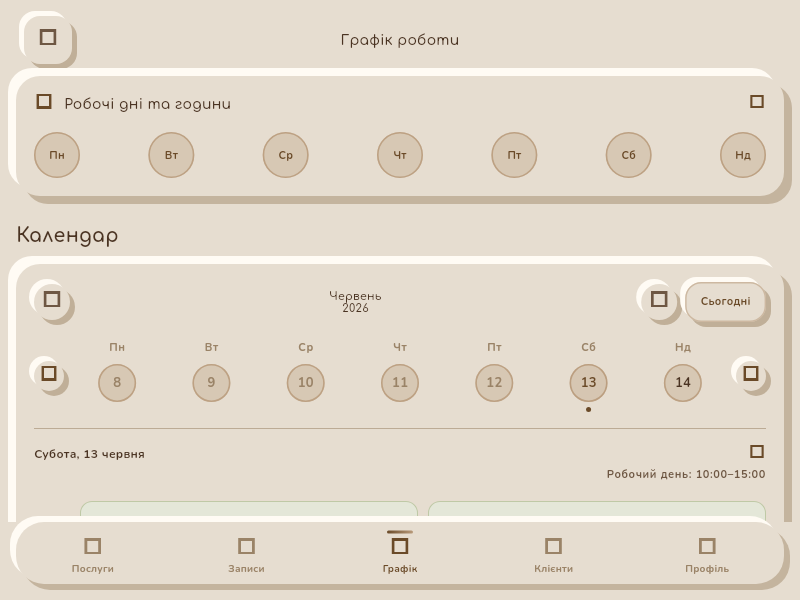 Графік роботи
Робочі дні та години
Пн Вт Ср Чт Пт Сб Нд
Календар
Червень
2026
Сьогодні
Пн Вт Ср Чт Пт Сб Нд
8 9 10 11 12 13 14
Субота, 13 червня
Робочий день: 10:00–15:00
Послуги Записи Графік Клієнти Профіль